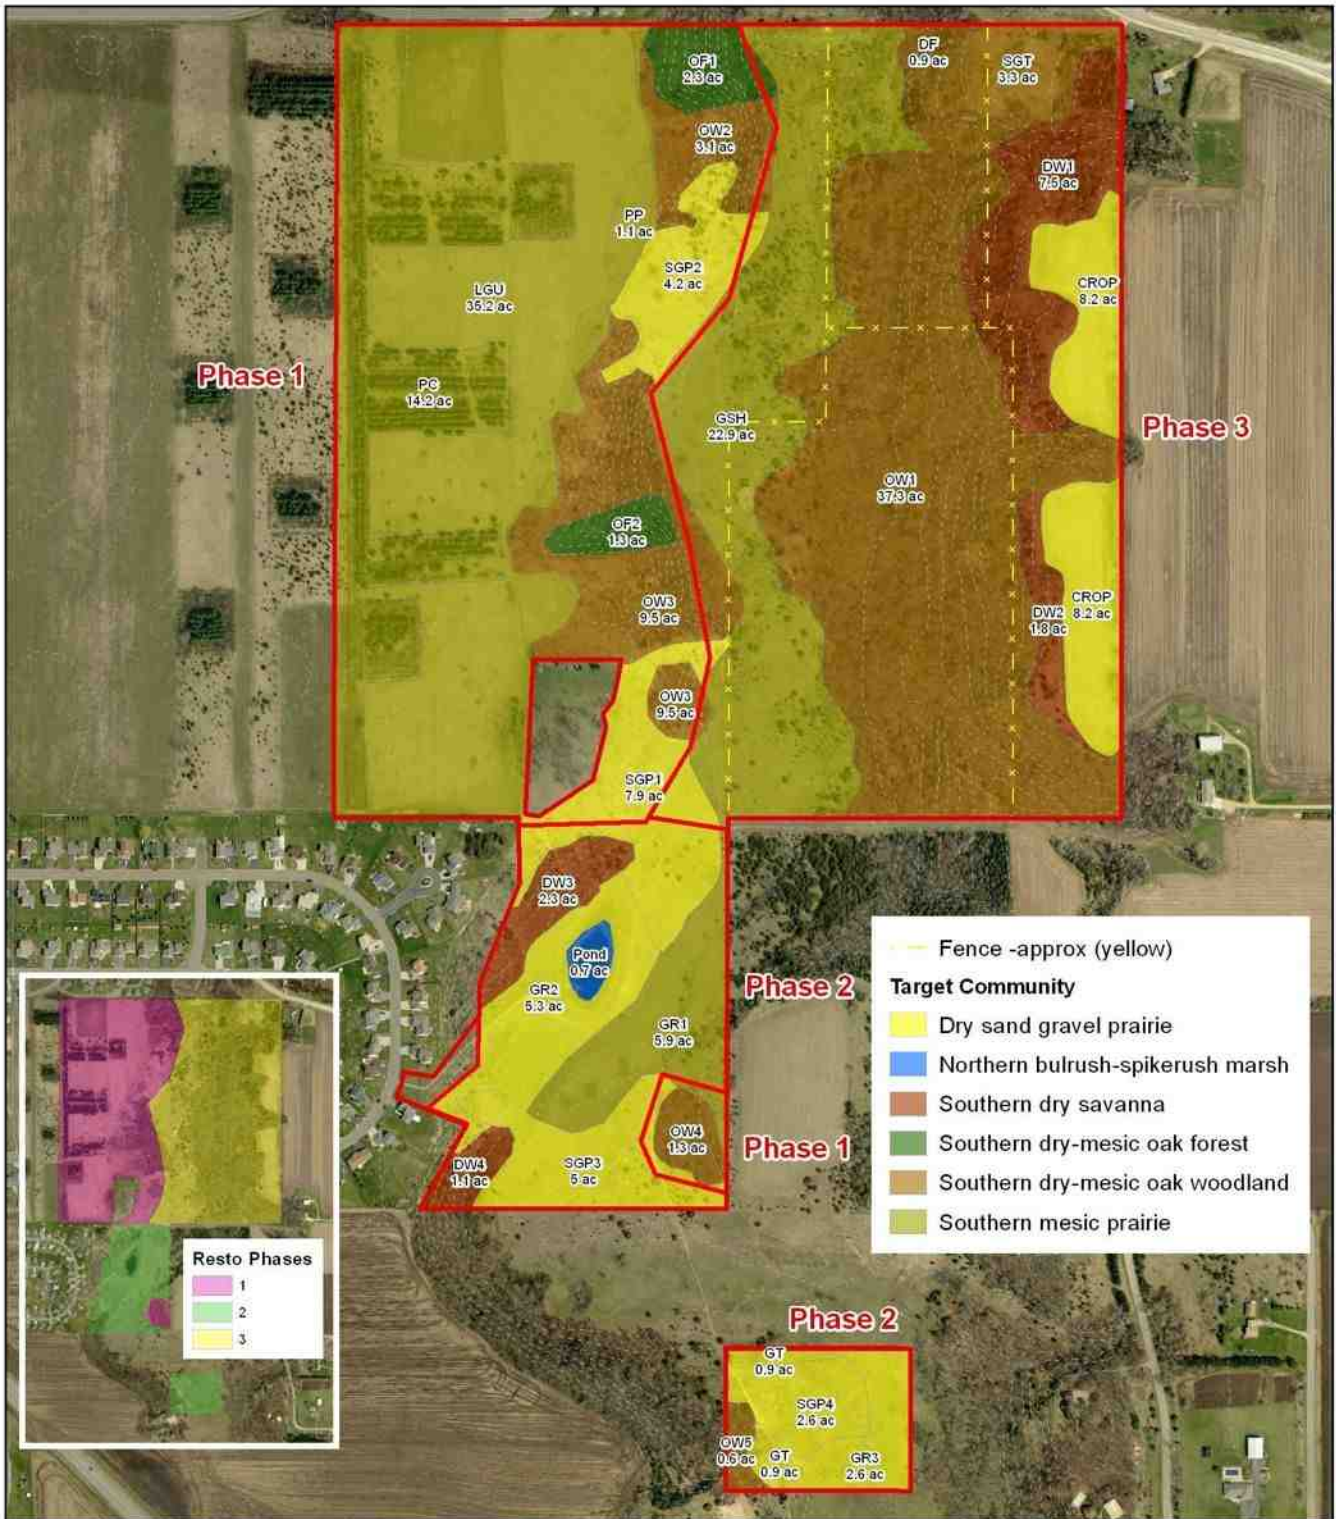 OF1
2.3 ac
DF
0.9 ac
SGT
3.3 ac
OW2
3.1 ac
DW1
7.5 ac
PP
1.1 ac
SGP2
4.2 ac
LGU
35.2 ac
CROP
8.2 ac
Phase 1
PC
14.2 ac
GSH
22.9 ac
Phase 3
OW1
37.3 ac
OF2
1.3 ac
OW3
9.5 ac
DW2
1.8 ac
CROP
8.2 ac
OW3
9.5 ac
SGP1
7.9 ac
DW3
2.3 ac
Pond
0.7 ac
GR2
5.3 ac
Phase 2
GR1
5.9 ac
OW4
1.3 ac
Phase 1
DW4
1.1 ac
SGP3
5 ac
Fence -approx (yellow)
Target Community
Dry sand gravel prairie
Northern bulrush-spikerush marsh
Southern dry savanna
Southern dry-mesic oak forest
Southern dry-mesic oak woodland
Southern mesic prairie
Resto Phases
1
2
3
Phase 2
GT
0.9 ac
SGP4
2.6 ac
OW5
0.6 ac
GT
0.9 ac
GR3
2.6 ac